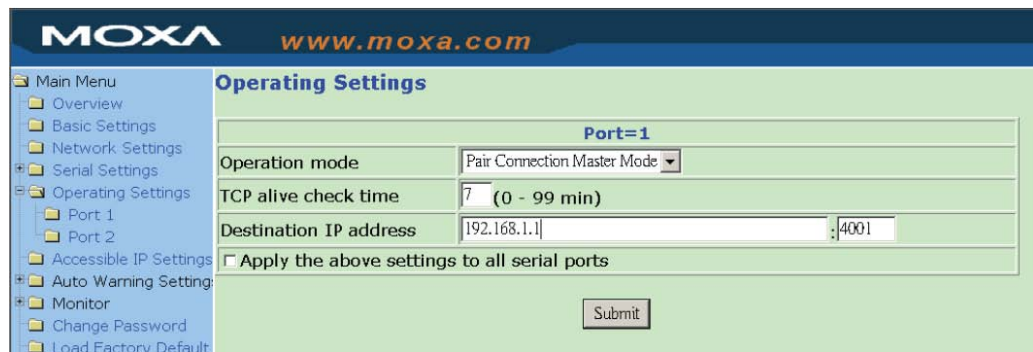 MOXA www.moxa.com
Main Menu
Overview
Basic Settings
Network Settings
Serial Settings
Operating Settings
Port 1
Port 2
Accessible IP Settings
Auto Warning Setting
Monitor
Change Password
Load Factory Default
Operating Settings
Port=1
Operation mode Pair Connection Master Mode
TCP alive check time 7 (0 - 99 min)
Destination IP address 192.168.1.1 : 4001
Apply the above settings to all serial ports
Submit